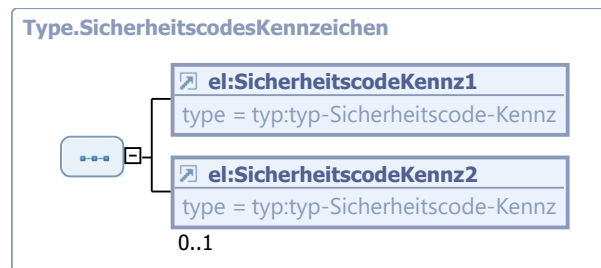 Type.SicherheitscodesKennzeichen
el:SicherheitscodeKennz1
type = typ:typ-Sicherheitscode-Kennz
el:SicherheitscodeKennz2
type = typ:typ-Sicherheitscode-Kennz
0..1